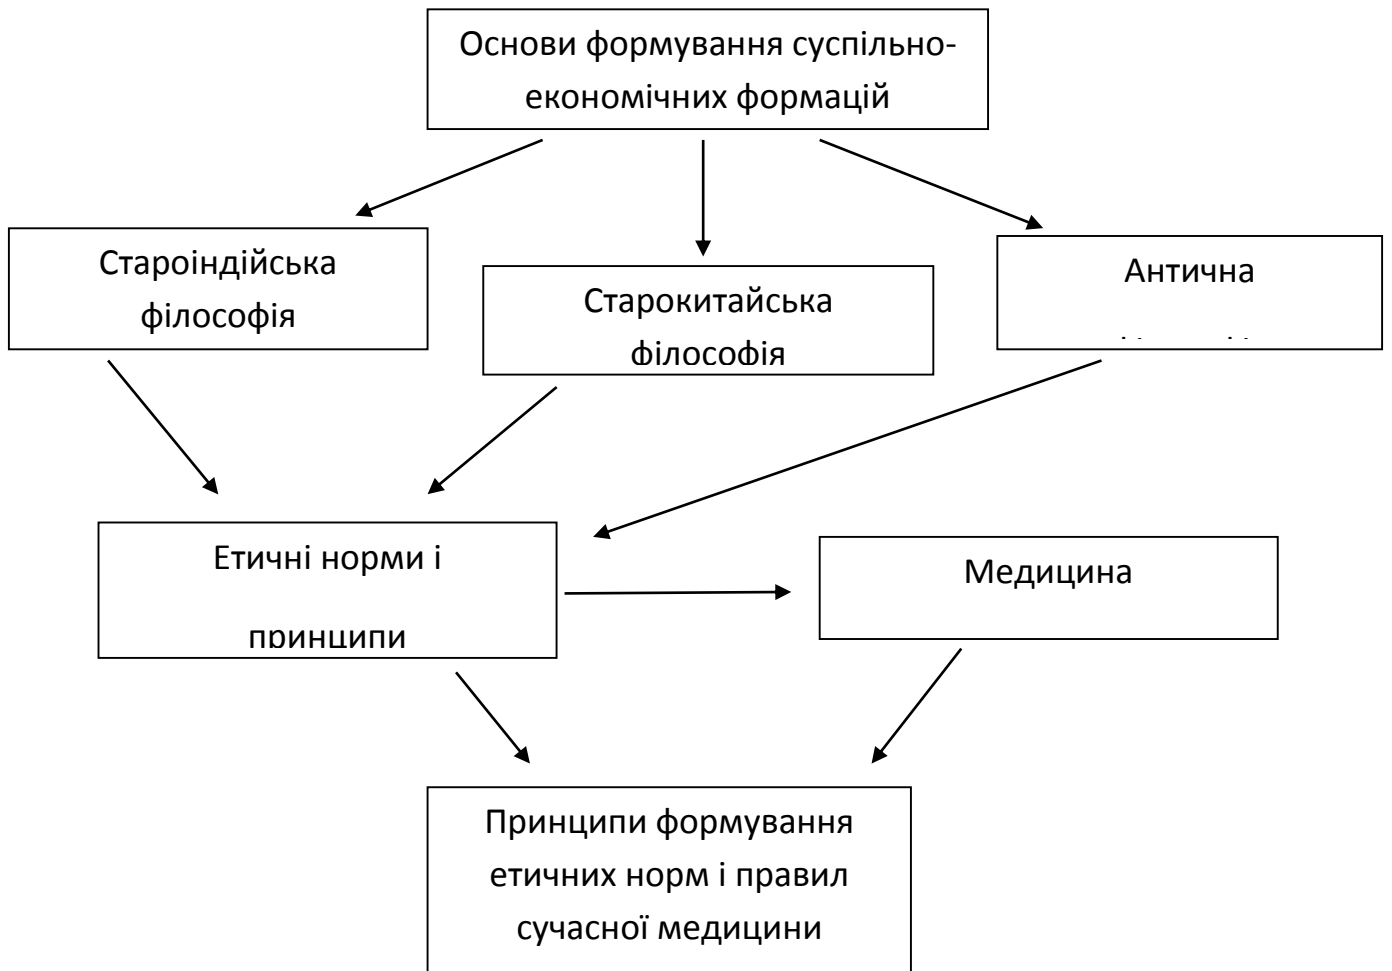 Основи формування суспільно-
економічних формацій
Староіндійська
філософія
Старокитайська
філософія
Антична
Етичні норми і
принципи
Медицина
Принципи формування
етичних норм і правил
сучасної медицини